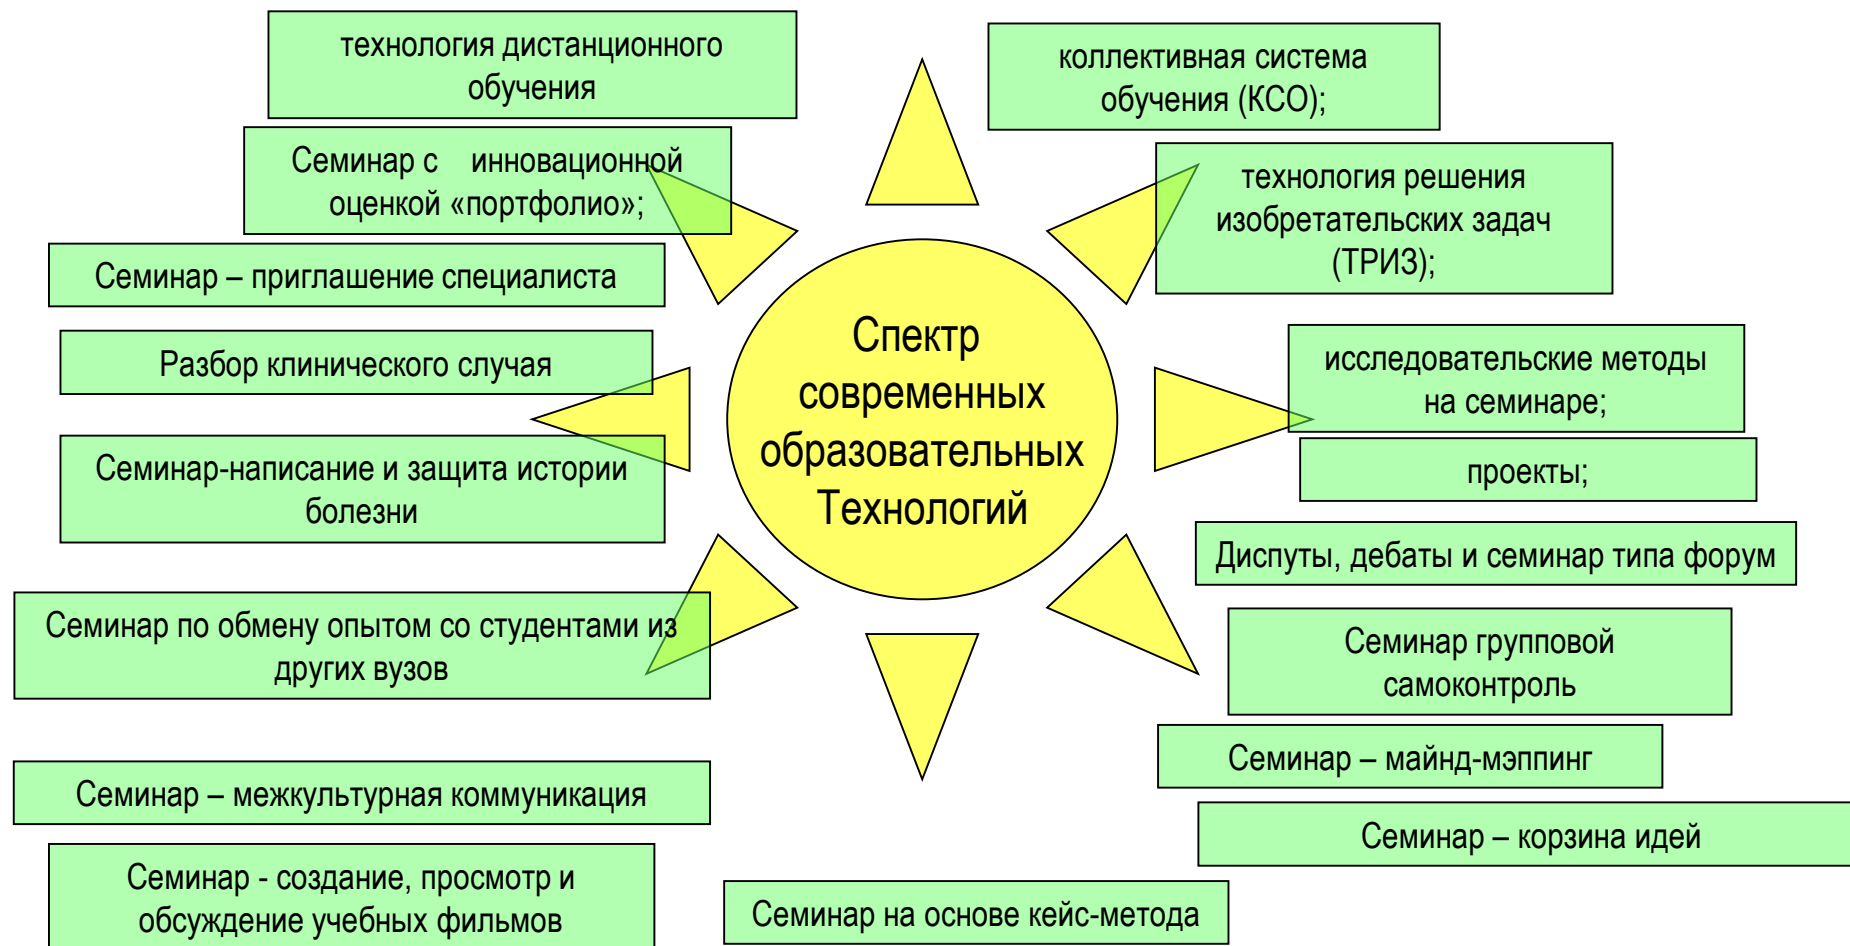 технология дистанционного
обучения
Семинар с инновационной
оценкой «портфолио»;
Семинар – приглашение специалиста
Разбор клинического случая
Семинар-написание и защита истории
болезни
Семинар по обмену опытом со студентами из
других вузов
Семинар – межкультурная коммуникация
Семинар - создание, просмотр и
обсуждение учебных фильмов
Спектр
современных
образовательных
Технологий
Семинар на основе кейс-метода
коллективная система
обучения (КСО);
технология решения
изобретательских задач
(ТРИЗ);
исследовательские методы
на семинаре;
проекты;
Диспуты, дебаты и семинар типа форум
Семинар групповой
самоконтроль
Семинар – майнд-мэппинг
Семинар – корзина идей